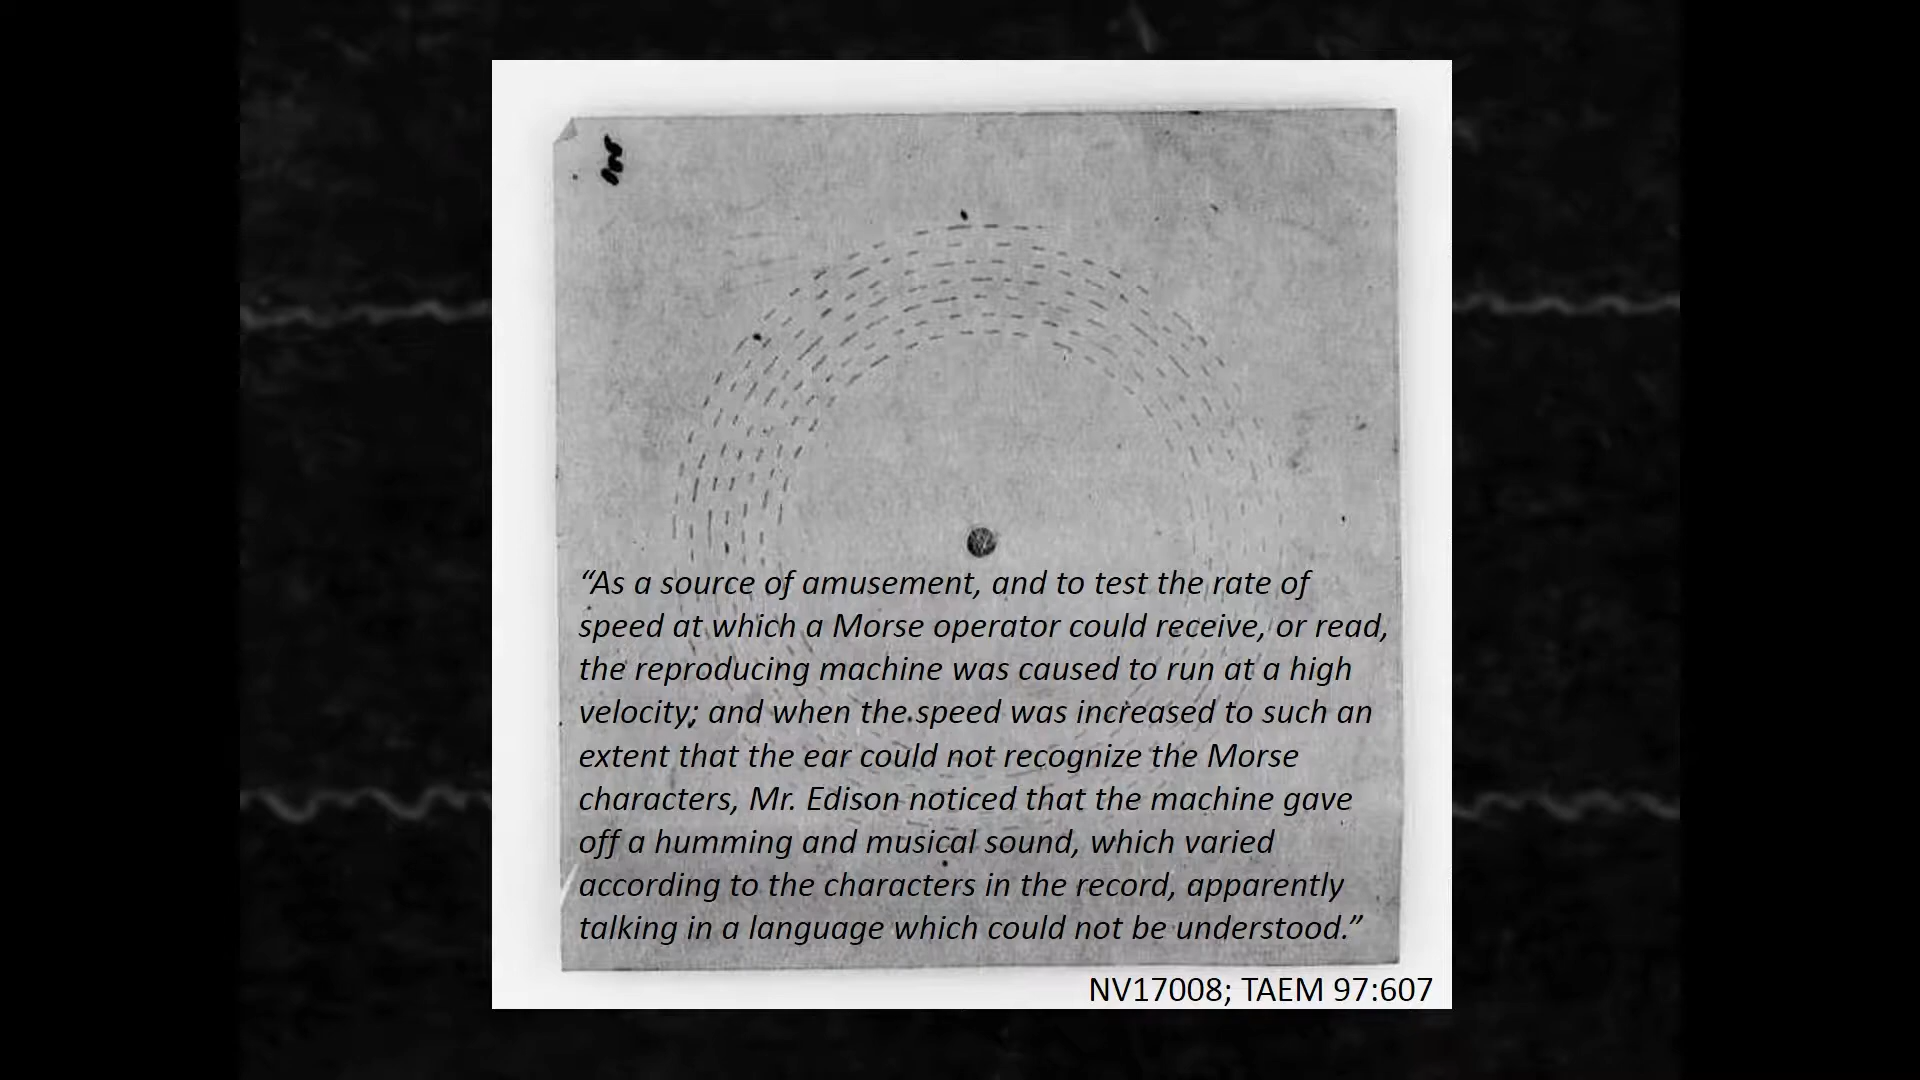 “As a source of amusement, and to test the rate of
speed at which a Morse operator could receive, or read,
the reproducing machine was caused to run at a high
velocity; and when the speed was increased to such an
extent that the ear could not recognize the Morse
characters, Mr. Edison noticed that the machine gave
off a humming and musical sound, which varied
according to the characters in the record, apparently
talking in a language which could not be understood.”
NV17008; TAEM 97:607